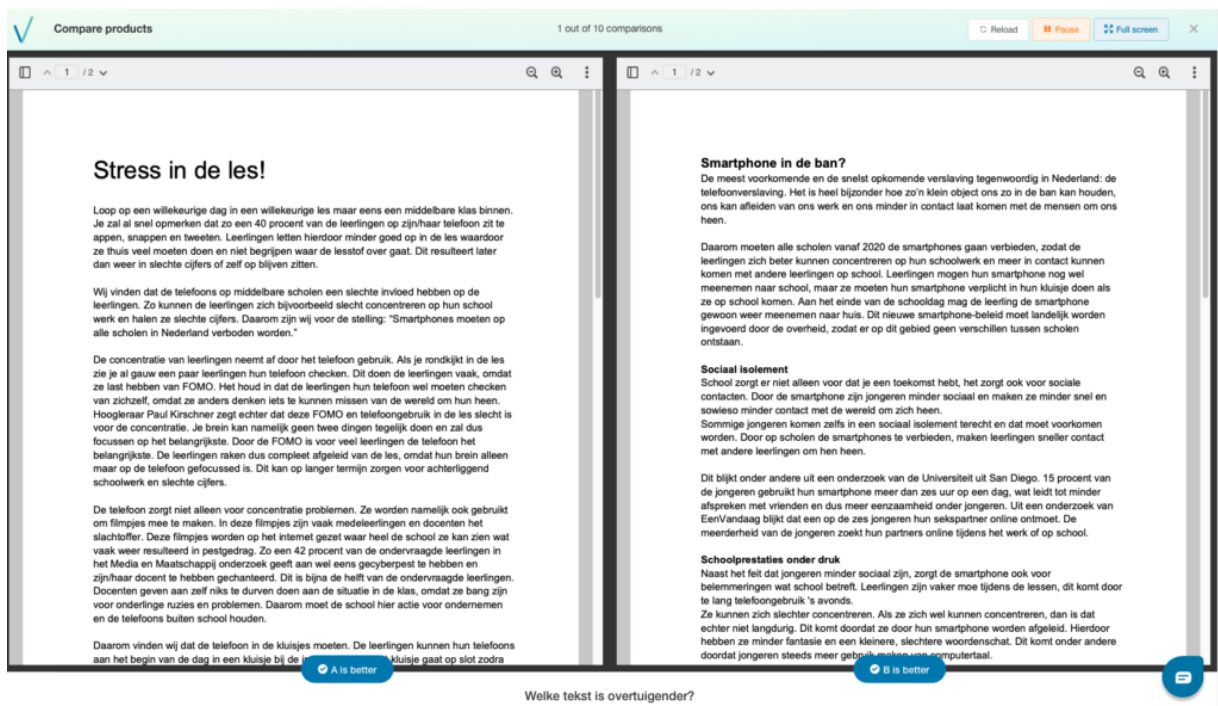 Compare products
1 out of 10 comparisons
Reload
Pause
Full screen
1 / 2
Stress in de les!
Loop op een willekeurige dag in een willekeurige les maar eens een middelbare klas binnen.
Je zal al snel opmerken dat zo een 40 procent van de leerlingen op zijn/haar telefoon zit te
appen, snappen en tweeten. Leerlingen letten hierdoor minder goed op in de les waardoor
ze thuis veel moeten doen en niet begrijpen waar de lesstof over gaat. Dit resulteert later
dan weer in slechte cijfers of zelf op blijven zitten.
Wij vinden dat de telefoons op middelbare scholen een slechte invloed hebben op de
leerlingen. Zo kunnen de leerlingen zich bijvoorbeeld slecht concentreren op hun school
werk en halen ze slechte cijfers. Daarom zijn wij voor de stelling: “Smartphones moeten op
alle scholen in Nederland verboden worden.”
De concentratie van leerlingen neemt af door het telefoon gebruik. Als je rondkijkt in de les
zie je al gauw een paar leerlingen hun telefoon checken. Dit doen de leerlingen vaak, omdat
ze last hebben van FOMO. Het houd in dat de leerlingen hun telefoon wel moeten checken
van zichzelf, omdat ze anders denken iets te kunnen missen van de wereld om hun heen.
Hoogleraar Paul Kirschner zegt echter dat deze FOMO en telefoongebruik in de les slecht is
voor de concentratie. Je brein kan namelijk geen twee dingen tegelijk doen en zal dus
focussen op het belangrijkste. Door de FOMO is voor veel leerlingen de telefoon het
belangrijkste. De leerlingen raken dus compleet afgeleid van de les, omdat hun brein alleen
maar op de telefoon gefocussed is. Dit kan op langer termijn zorgen voor achterliggend
schoolwerk en slechte cijfers.
De telefoon zorgt niet alleen voor concentratie problemen. Ze worden namelijk ook gebruikt
om filmpjes mee te maken. In deze filmpjes zijn vaak medeleerlingen en docenten het
slachtoffer. Deze filmpjes worden op het internet gezet waar heel de school ze kan zien wat
vaak weer resulteerd in pestgedrag. Zo een 42 procent van de ondervraagde leerlingen in
het Media en Maatschappij onderzoek geeft aan wel eens gecyberpest te hebben en
zijn/haar docent te hebben gechanteerd. Dit is bijna de helft van de ondervraagde leerlingen.
Docenten geven aan zelf niks te durven doen aan de situatie in de klas, omdat ze bang zijn
voor onderlinge ruzies en problemen. Daarom moet de school hier actie voor ondernemen
en de telefoons buiten school houden.
Daarom vinden wij dat de telefoon in de kluisjes moeten. De leerlingen kunnen hun telefoons
aan het begin van de dag in een kluisje bij de kluisje gaat op slot zodra
A is better
1 / 2
Smartphone in de ban?
De meest voorkomende en de snelst opkomende verslaving tegenwoordig in Nederland: de
telefoonverslaving. Het is heel bijzonder hoe zo’n klein object ons zo in de ban kan houden,
ons kan afleiden van ons werk en ons minder in contact laat komen met de mensen om ons
heen.
Daarom moeten alle scholen vanaf 2020 de smartphones gaan verbieden, zodat de
leerlingen zich beter kunnen concentreren op hun schoolwerk en meer in contact kunnen
komen met andere leerlingen op school. Leerlingen mogen hun smartphone nog wel
meenemen naar school, maar ze moeten hun smartphone verplicht in hun kluisje doen als
ze op school komen. Aan het einde van de schooldag mag de leerling de smartphone
gewoon weer meenemen naar huis. Dit nieuwe smartphone-beleid moet landelijk worden
ingevoerd door de overheid, zodat er op dit gebied geen verschillen tussen scholen
ontstaan.
Sociaal isolement
School zorgt er niet alleen voor dat je een toekomst hebt, het zorgt ook voor sociale
contacten. Door de smartphone zijn jongeren minder sociaal en maken ze minder snel en
sowieso minder contact met de wereld om zich heen.
Sommige jongeren komen zelfs in een sociaal isolement terecht en dat moet voorkomen
worden. Door op scholen de smartphones te verbieden, maken leerlingen sneller contact
met andere leerlingen om hen heen.
Dit blijkt onder andere uit een onderzoek van de Universiteit uit San Diego. 15 procent van
de jongeren gebruikt hun smartphone meer dan zes uur op een dag, wat leidt tot minder
afspreken met vrienden en dus meer eenzaamheid onder jongeren. Uit een onderzoek van
EenVandaag blijkt dat een op de zes jongeren hun sekspartner online ontmoet. De
meerderheid van de jongeren zoekt hun partners online tijdens het werk of op school.
Schoolprestaties onder druk
Naast het feit dat jongeren minder sociaal zijn, zorgt de smartphone ook voor
belemmeringen wat school betreft. Leerlingen zijn vaker moe tijdens de lessen, dit komt door
te lang telefoongebruik 's avonds.
Ze kunnen zich slechter concentreren. Als ze zich wel kunnen concentreren, dan is dat
echter niet langdurig. Dit komt doordat ze door hun smartphone worden afgeleid. Hierdoor
hebben ze minder fantasie en een kleinere, slechtere woordenschat. Dit komt onder andere
doordat jongeren steeds meer gebruik maken van computertaal.
B is better
Welke tekst is overtuigender?